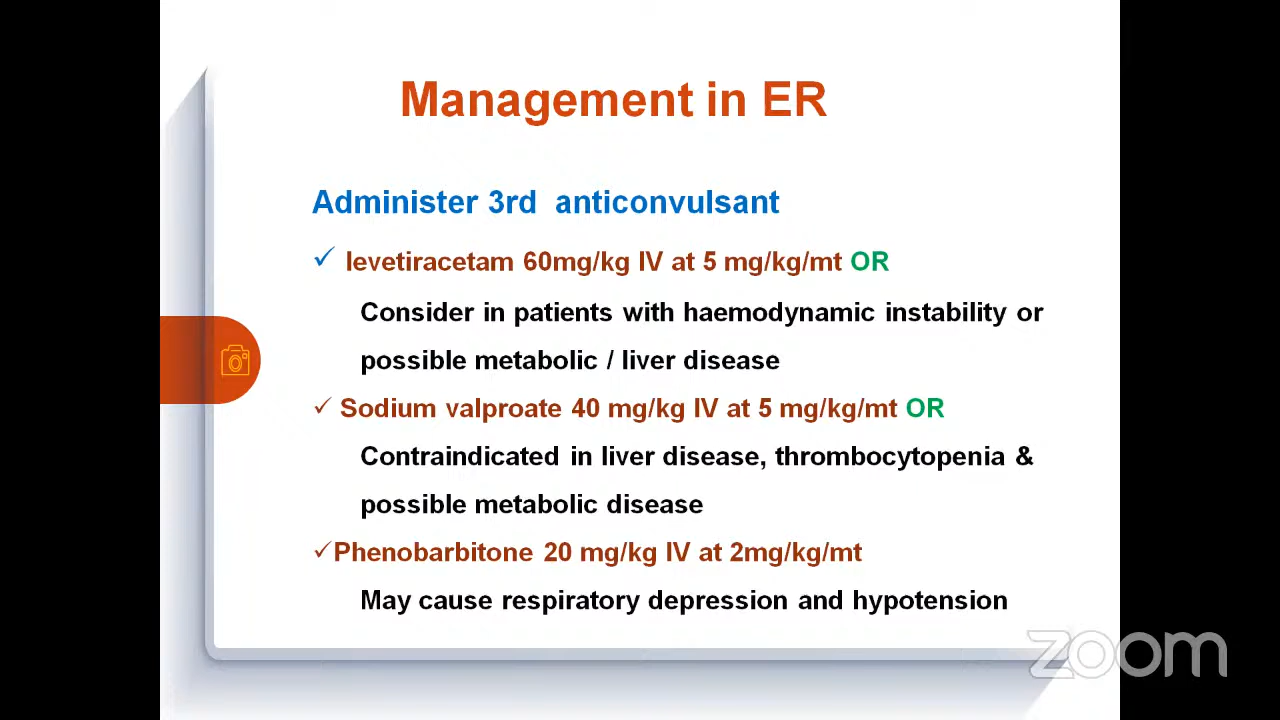 Management in ER
Administer 3rd anticonvulsant
✓ levetiracetam 60mg/kg IV at 5 mg/kg/mt OR
Consider in patients with haemodynamic instability or
possible metabolic / liver disease
✓ Sodium valproate 40 mg/kg IV at 5 mg/kg/mt OR
Contraindicated in liver disease, thrombocytopenia &
possible metabolic disease
✓Phenobarbitone 20 mg/kg IV at 2mg/kg/mt
May cause respiratory depression and hypotension
zoom